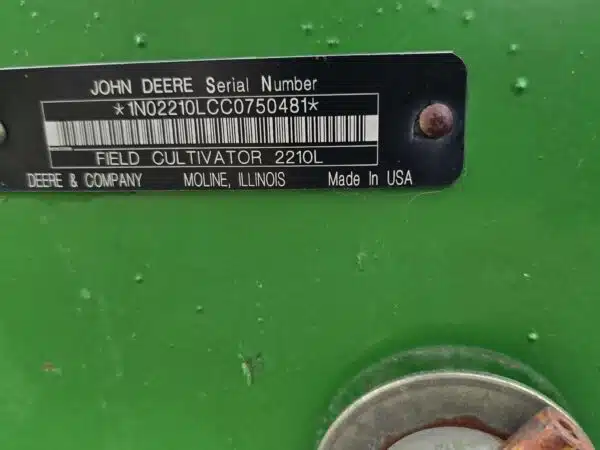 JOHN DEERE Serial Number
*1N02210LCC0750481*
FIELD CULTIVATOR 2210L
DEERE & COMPANY MOLINE, ILLINOIS Made In USA